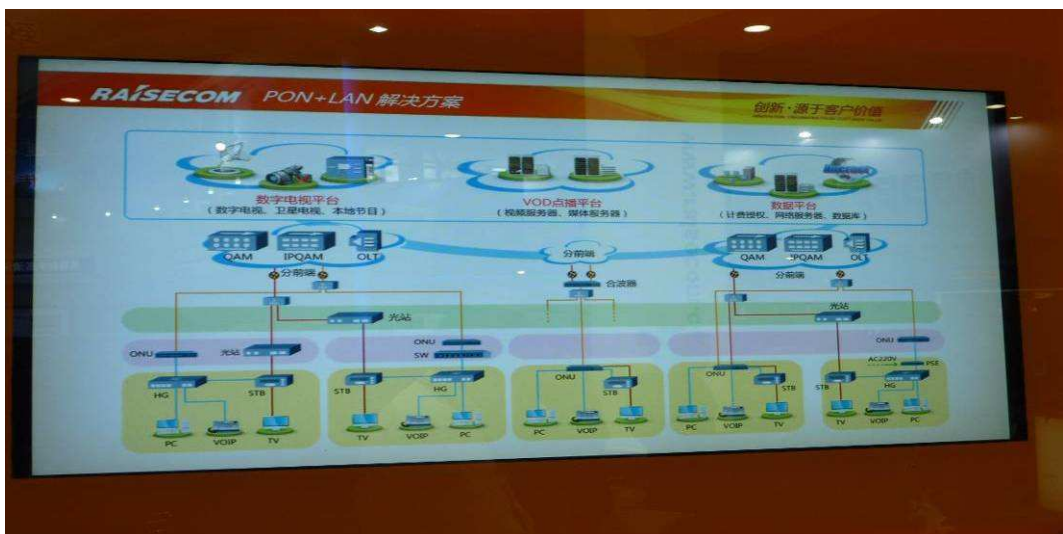 RAISECOM PON+LAN 解决方案
创新·源于客户价值
数字电视平台
(数字电视、卫星电视、本地节目)
VOD点播平台
(视频服务器、媒体服务器)
数据平台
(计费授权、网络服务器、数据库)
QAM IPQAM OLT
分前端
分前端
合波器
QAM IPQAM OLT
分前端
光站
光站
ONU 光站
ONU
SW
ONU
AC220V PSE
HG STB
STB HG
ONU STB
ONU STB
STB HG
PC VOIP TV
TV VOIP PC
PC VOIP TV
PC VOIP TV
TV VOIP PC